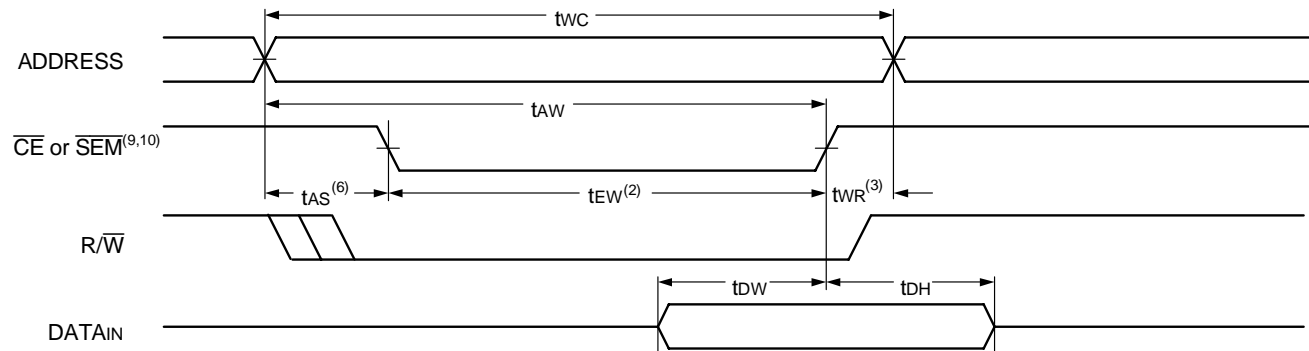 tWC
ADDRESS
tAW
CE or SEM(9,10)
tAS(6)
tEW(2)
tWR(3)
R/W
tDW
tDH
DATAIN